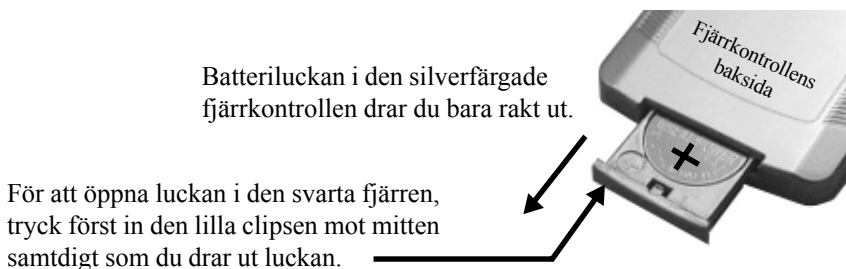 Fjärrkontrollens
baksida
Batteriluckan i den silverfärgade
fjärrkontrollen drar du bara rakt ut.
För att öppna luckan i den svarta fjärren,
tryck först in den lilla clipsen mot mitten
samtdigt som du drar ut luckan.
+